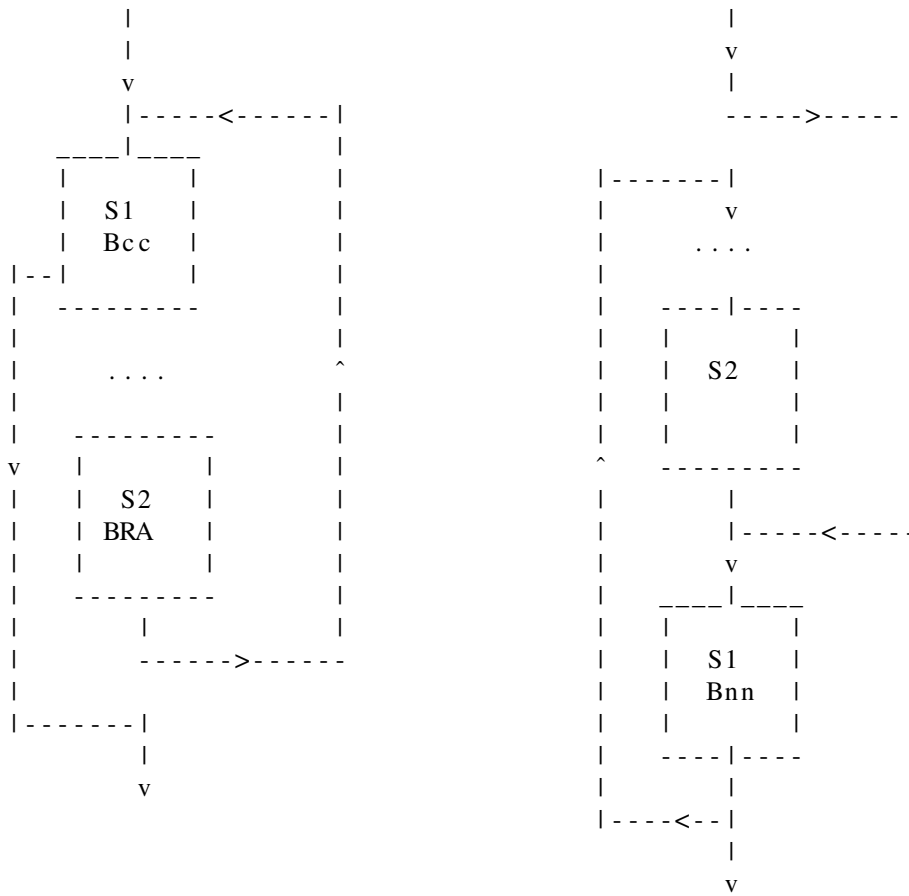 S1
Bcc
....
S2
BRA
....
S2
S1
Bnn